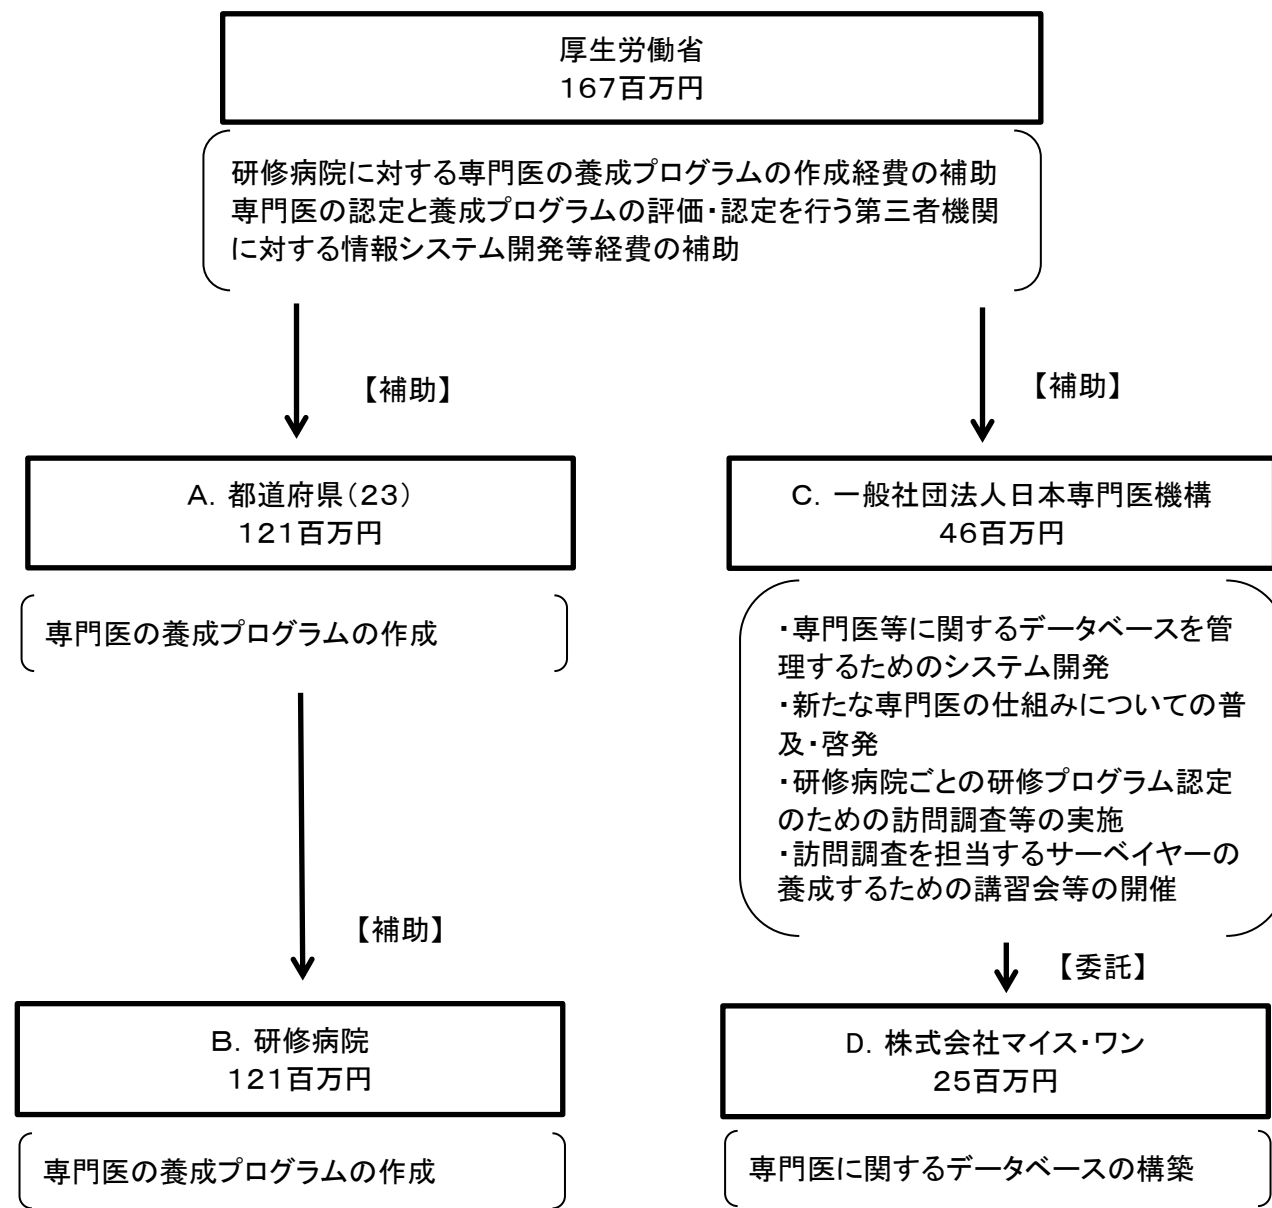 厚生労働省
167百万円
研修病院に対する専門医の養成プログラムの作成経費の補助
専門医の認定と養成プログラムの評価・認定を行う第三者機関
に対する情報システム開発等経費の補助
【補助】
【補助】
A. 都道府県(23)
121百万円
C. 一般社団法人日本専門医機構
46百万円
専門医の養成プログラムの作成
・専門医等に関するデータベースを管
理するためのシステム開発
・新たな専門医の仕組みについての普
及・啓発
・研修病院ごとの研修プログラム認定
のための訪問調査等の実施
・訪問調査を担当するサーベイヤーの
養成するための講習会等の開催
【補助】
【委託】
B. 研修病院
121百万円
D. 株式会社マイス・ワン
25百万円
専門医の養成プログラムの作成
専門医に関するデータベースの構築